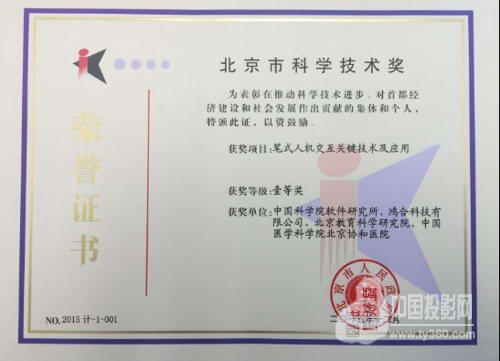 荣誉证书
北京市科学技术奖
为表彰在推动科学技术进步、对首都经
济建设和社会发展作出贡献的集体和个人，
特颁此证，以资鼓励。
获奖项目：笔式人机交互关键技术及应用
获奖等级：壹等奖
获奖单位：中国科学院软件研究所、鸿合科技有
限公司、北京教育科学研究院、中国
医学科学院北京协和医院
北京市人民政府
NO. 2015 计-1-001
中国投影网
www.ty360.com